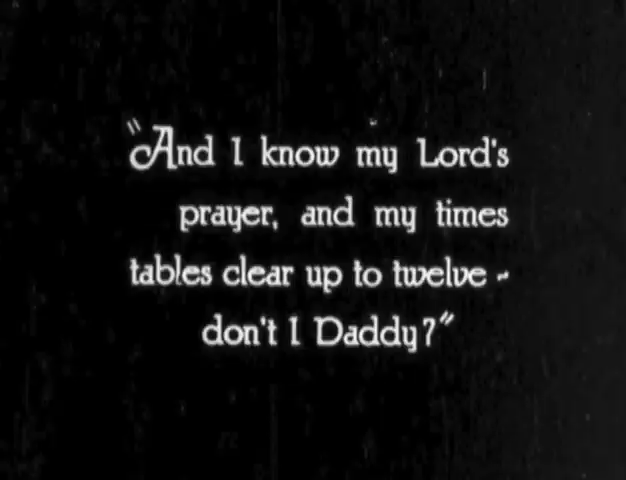 "And I know my Lord's
prayer, and my times
tables clear up to twelve -
don't I Daddy?"